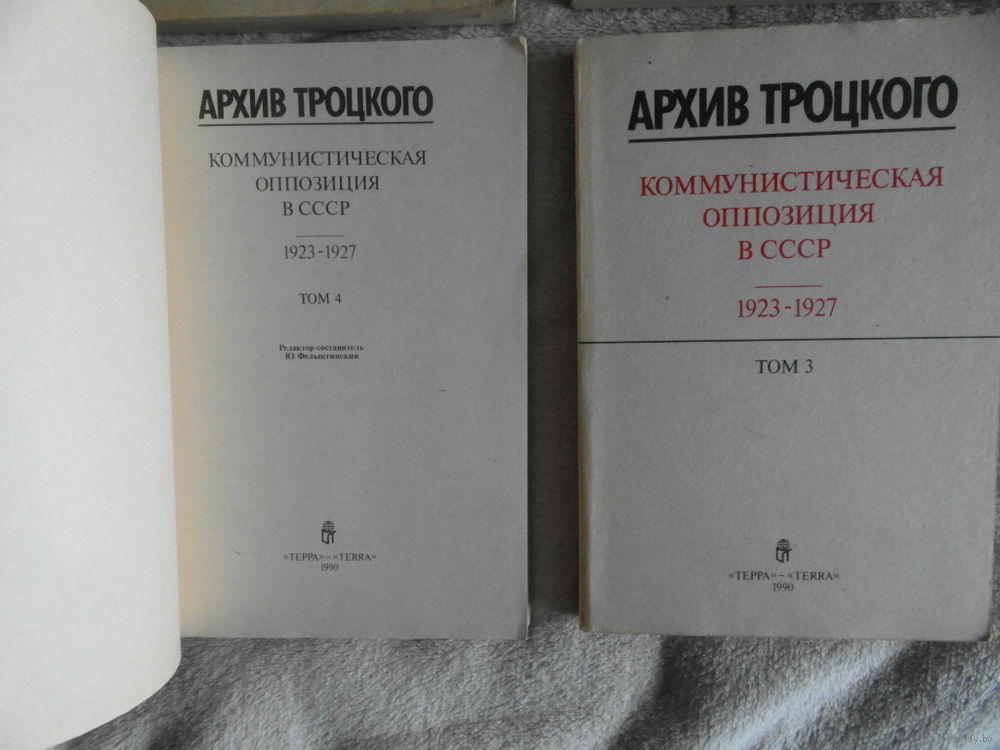 АРХИВ ТРОЦКОГО
КОММУНИСТИЧЕСКАЯ
ОППОЗИЦИЯ
В СССР
1923-1927
ТОМ 4
Редактор-составитель
Ю. Фельштинский
«ТЕРРА» – «TERRA»
1990
АРХИВ ТРОЦКОГО
КОММУНИСТИЧЕСКАЯ
ОППОЗИЦИЯ
В СССР
1923-1927
ТОМ 3
«ТЕРРА» – «TERRA»
1990